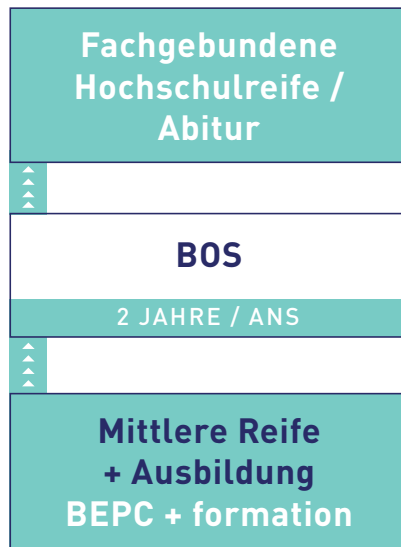 Fachgebundene
Hochschulreife /
Abitur
BOS
2 JAHRE / ANS
Mittlere Reife
+ Ausbildung
BEPC + formation